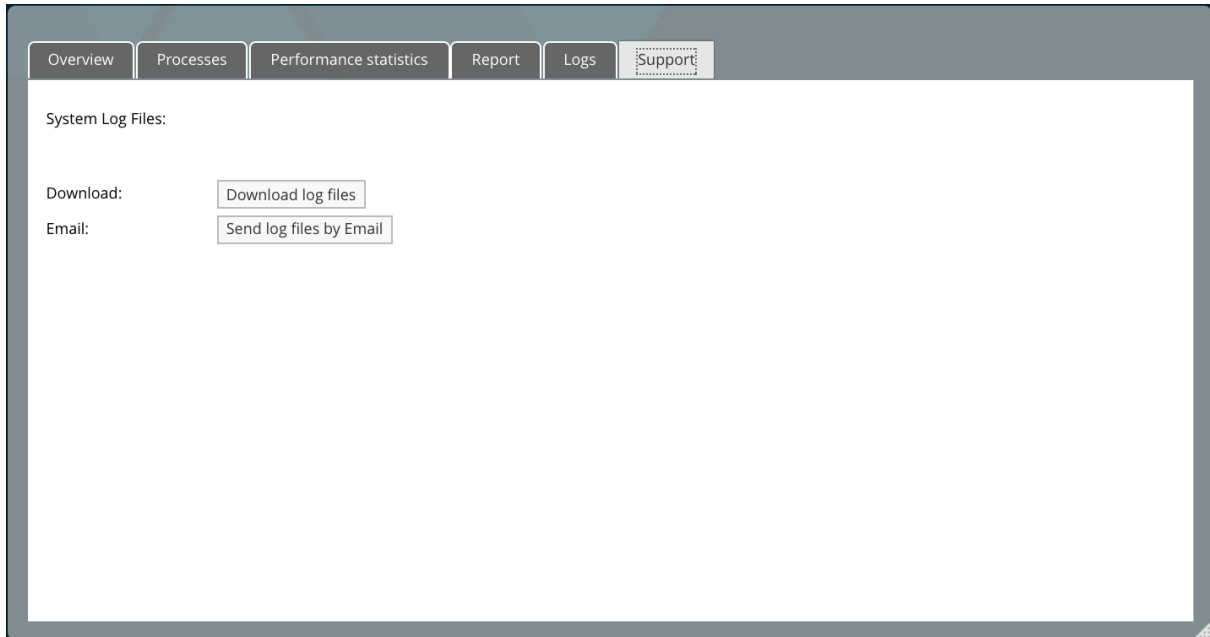 Overview Processes Performance statistics Report Logs Support
System Log Files:
Download: Download log files
Email: Send log files by Email